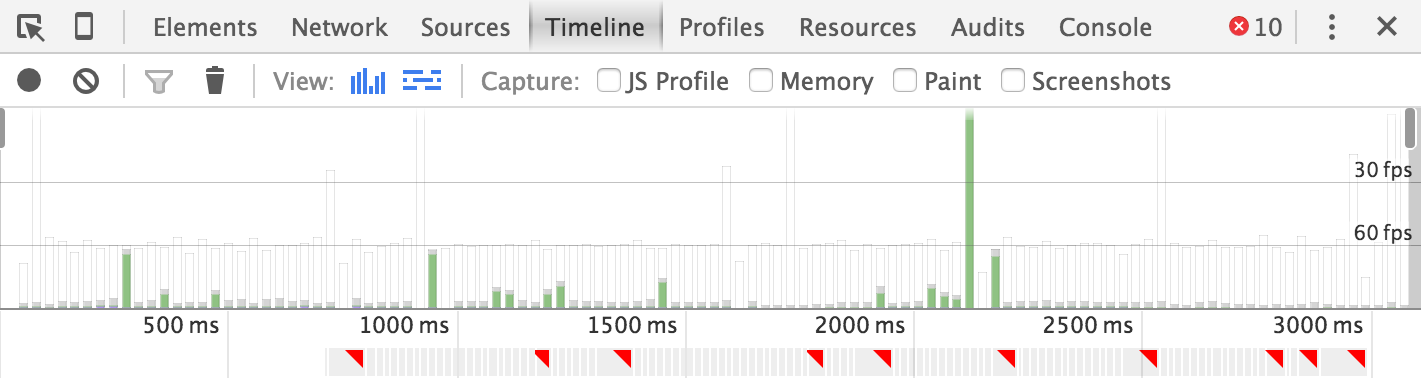 Elements Network Sources Timeline Profiles Resources Audits Console 10
View: Capture: JS Profile Memory Paint Screenshots
30 fps
60 fps
500 ms 1000 ms 1500 ms 2000 ms 2500 ms 3000 ms